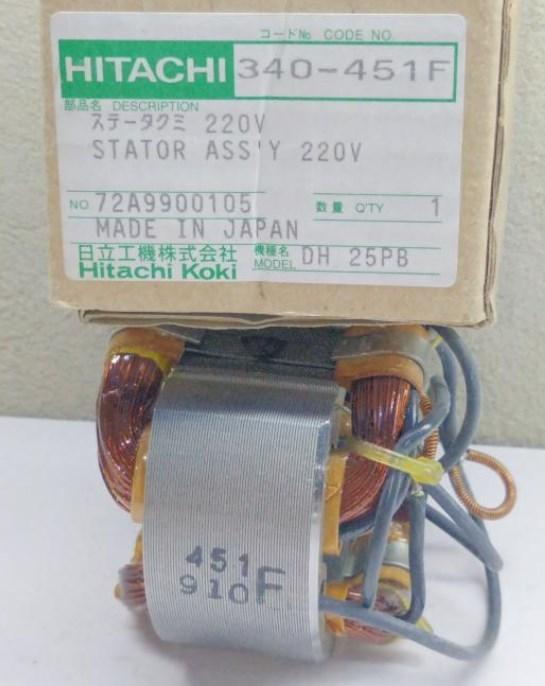 コードNo. CODE NO.
HITACHI 340-451F
部品名 DESCRIPTION
ステータクミ 220V
STATOR ASS'Y 220V
NO. 72A9900105 数量 Q'TY 1
MADE IN JAPAN
日立工機株式会社 機種名
Hitachi Koki MODEL DH 25PB
451
910F